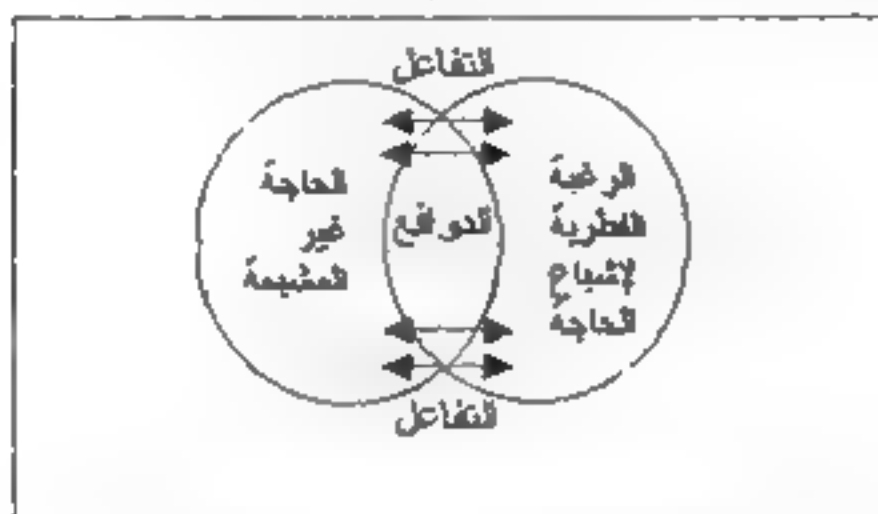 التفاعل
الرغبة
الفطرية
لإشباع
الحاجة
الدوافع
الحاجة
غير
المشبعة
التفاعل